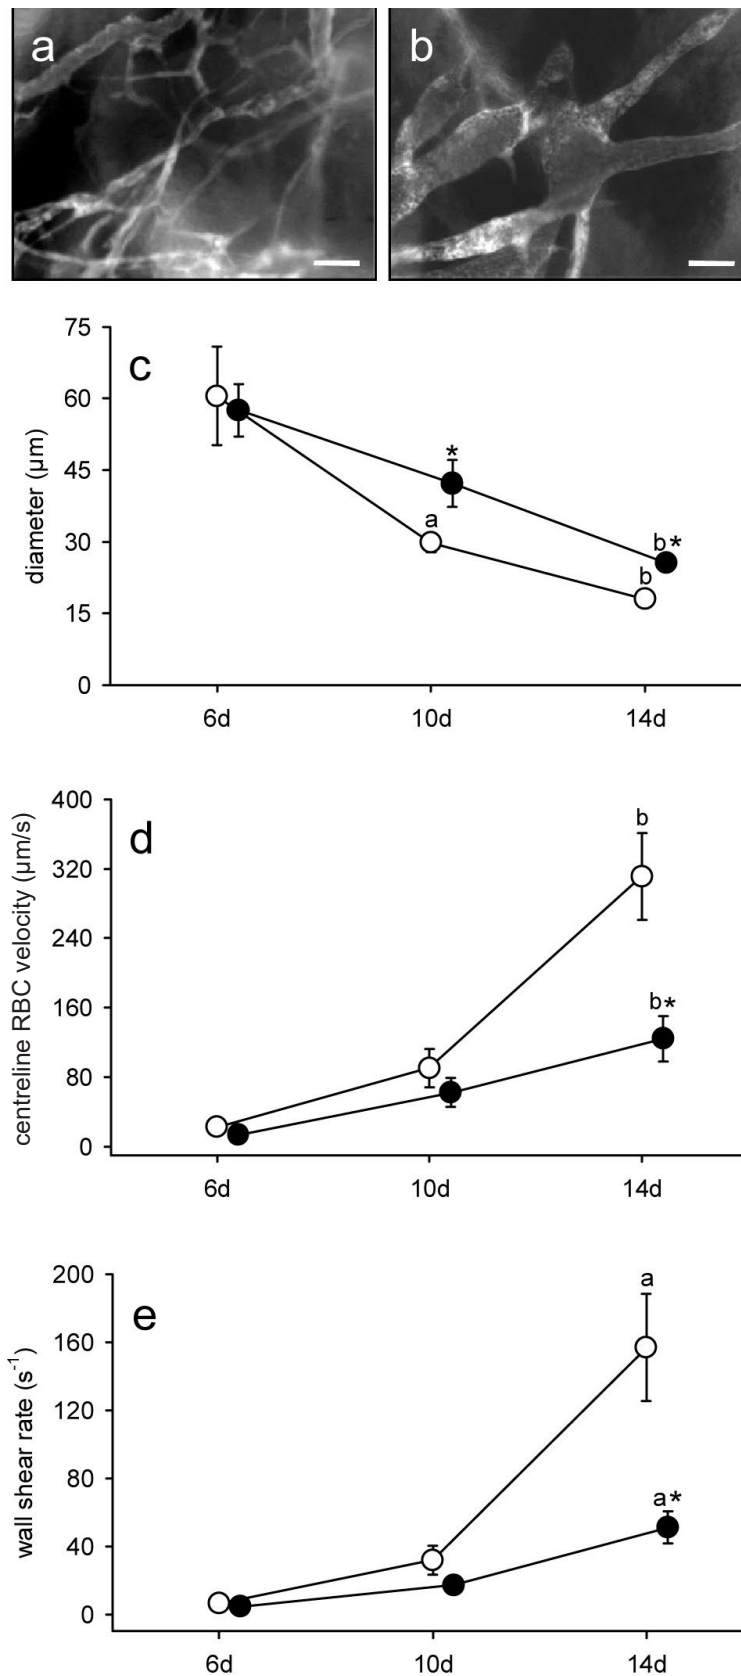 a
b
75
60
45
30
15
0
diameter (µm)
c
*
a
b*
b
6d 10d 14d
400
320
240
160
80
0
centreline RBC velocity (µm/s)
d
b
b*
6d 10d 14d
200
160
120
80
40
0
wall shear rate (s⁻¹)
e
a
a*
6d 10d 14d